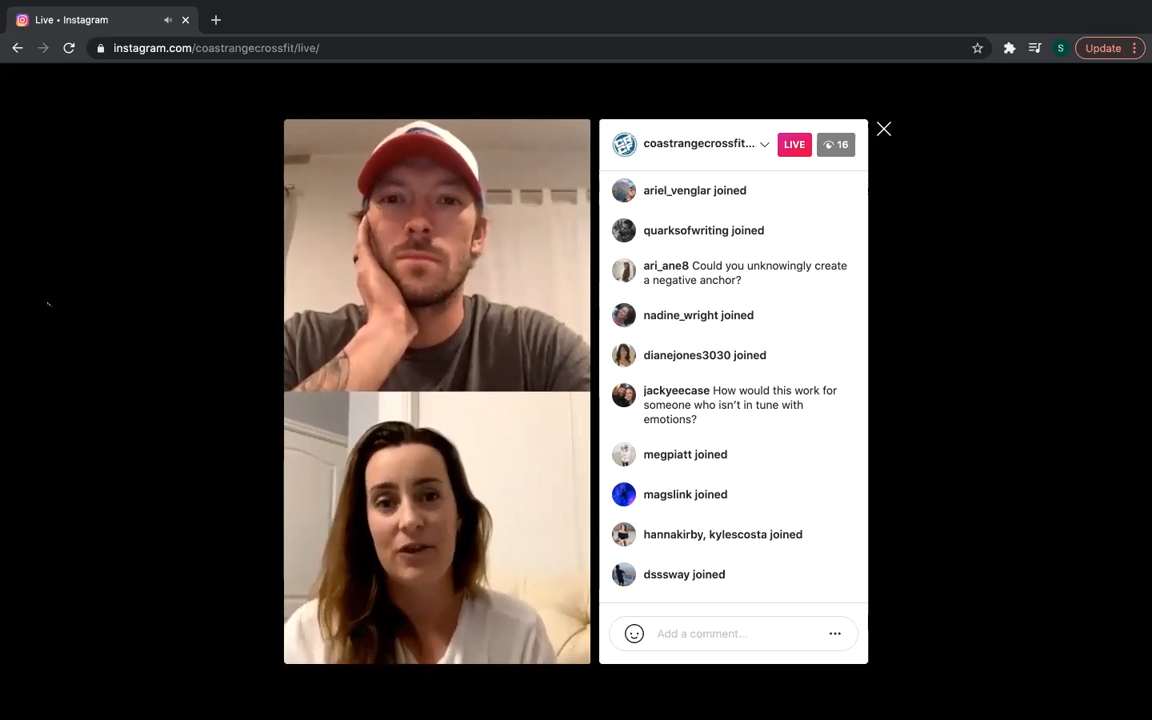 Live • Instagram
instagram.com/coastrangecrossfit/live/
S
Update
coastrangecrossfit...
LIVE
16
ariel_venglar joined
quarksofwriting joined
ari_ane8 Could you unknowingly create
a negative anchor?
nadine_wright joined
dianejones3030 joined
jackyeecase How would this work for
someone who isn't in tune with
emotions?
megpiatt joined
magslink joined
hannakirby, kylescosta joined
dsssway joined
Add a comment...